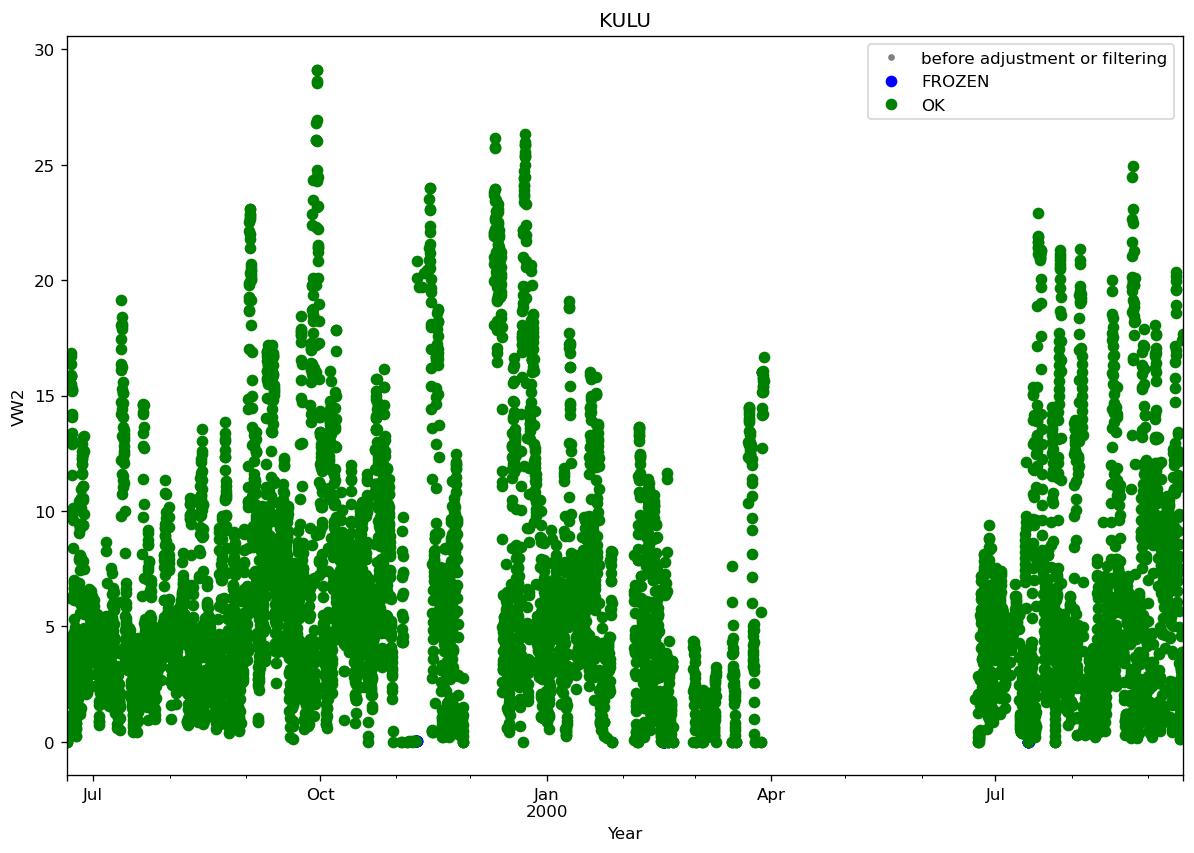 KULU
before adjustment or filtering
FROZEN
OK
30
25
20
15
10
5
0
VW2
Jul
Oct
Jan
2000
Apr
Jul
Year